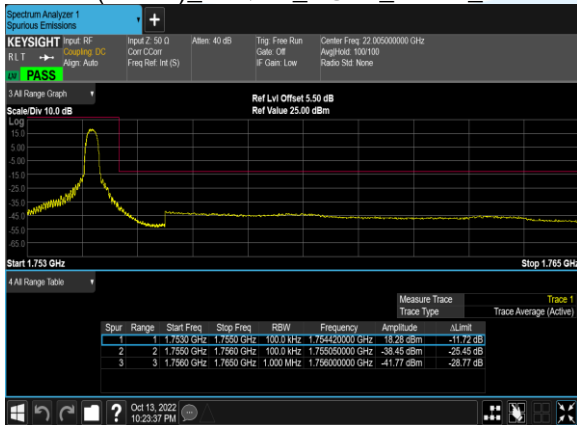 Spectrum Analyzer 1
Spurious Emissions
+
KEYSIGHT Input: RF Input Z: 50 Ω Atten: 40 dB Trig: Free Run Center Freq: 22.005000000 GHz
RLT Coupling: DC Corr CCorr Gate: Off Avg|Hold: 100/100
Align: Auto Freq Ref: Int (S) IF Gain: Low Radio Std: None
PASS
3 All Range Graph
Ref Lvl Offset 5.50 dB
Scale/Div 10.0 dB Ref Value 25.00 dBm
Log
15.0
5.00
-5.00
-15.0
-25.0
-35.0
-45.0
-55.0
-65.0
Start 1.753 GHz Stop 1.765 GHz
4 All Range Table
Measure Trace Trace 1
Trace Type Trace Average (Active)
Spur Range Start Freq Stop Freq RBW Frequency Amplitude ΔLimit
1 1 1.7530 GHz 1.7550 GHz 100.0 kHz 1.754420000 GHz 18.28 dBm -11.72 dB
2 2 1.7550 GHz 1.7560 GHz 100.0 kHz 1.755050000 GHz -38.45 dBm -25.45 dB
3 3 1.7560 GHz 1.7650 GHz 1.000 MHz 1.756000000 GHz -41.77 dBm -28.77 dB
?
Oct 13, 2022
10:23:37 PM